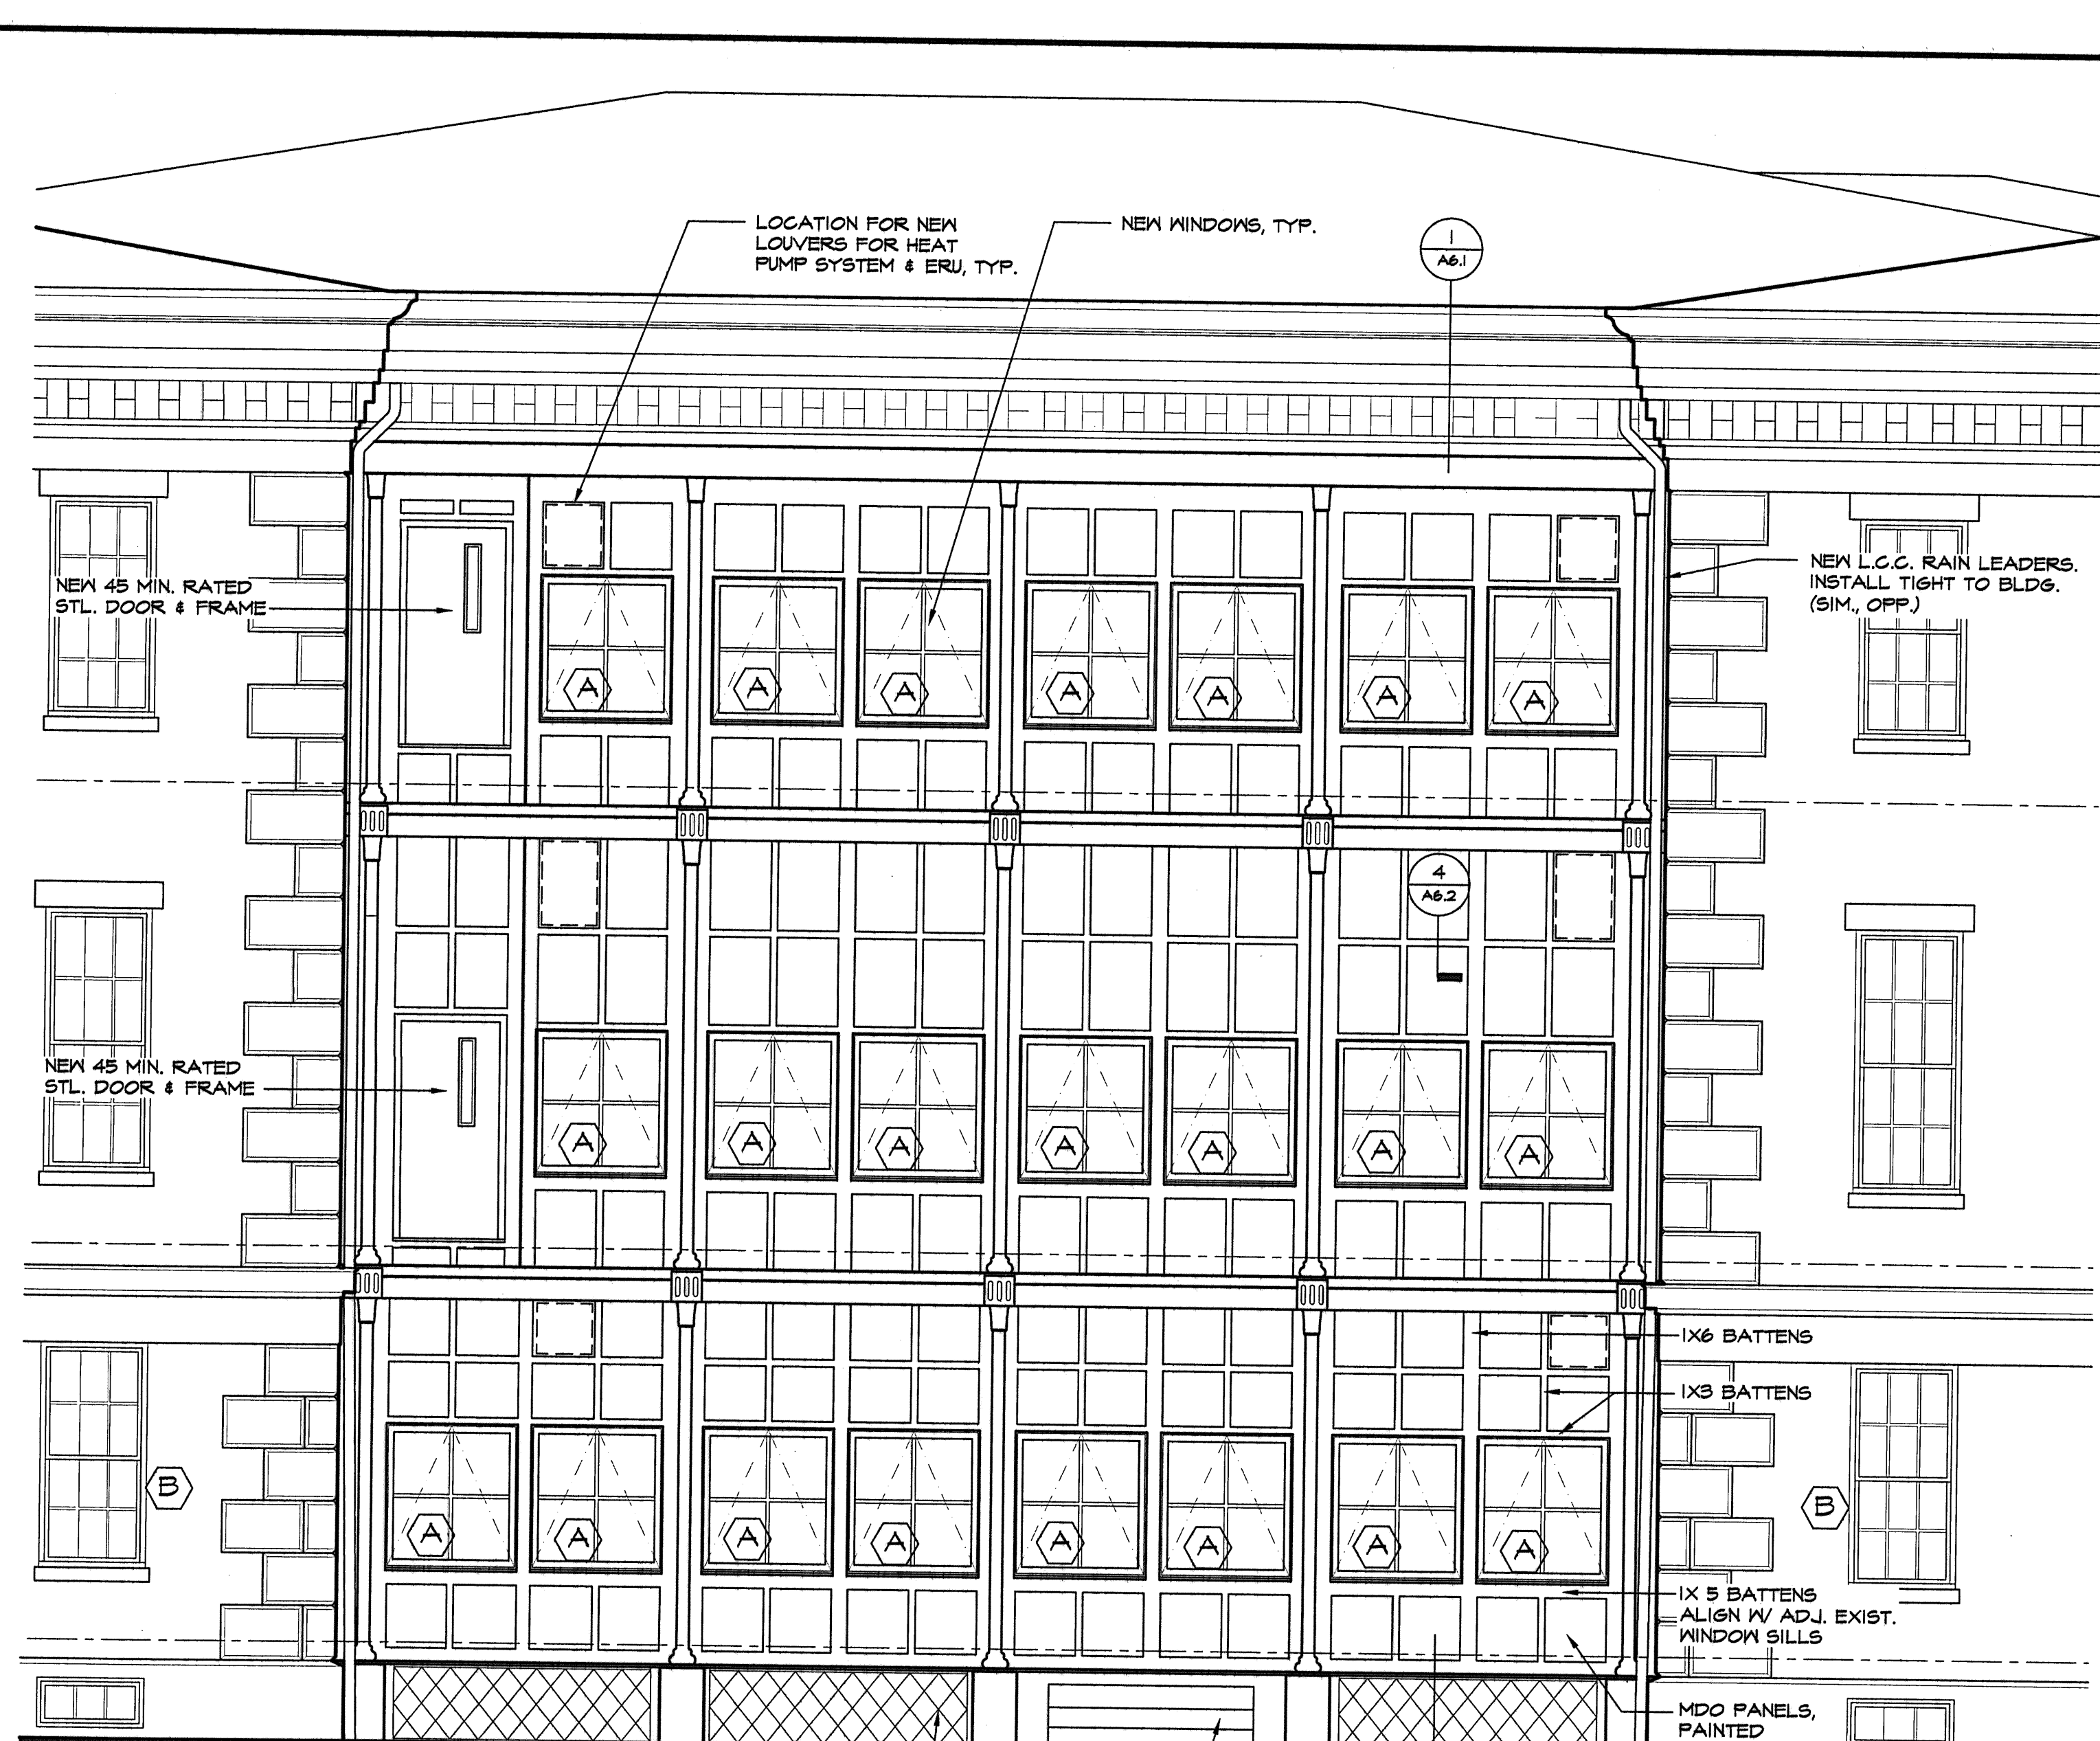 LOCATION FOR NEW
LOUVERS FOR HEAT
PUMP SYSTEM & ERU, TYP.
NEW WINDOWS, TYP.
1
A6.1
NEW 45 MIN. RATED
STL. DOOR & FRAME
NEW L.C.C. RAIN LEADERS.
INSTALL TIGHT TO BLDG.
(SIM., OPP.)
A
A
A
A
A
A
A
4
A6.2
NEW 45 MIN. RATED
STL. DOOR & FRAME
A
A
A
A
A
A
A
1X6 BATTENS
1X3 BATTENS
B
B
A
A
A
A
A
A
A
A
1X 5 BATTENS
ALIGN W/ ADJ. EXIST.
WINDOW SILLS
MDO PANELS,
PAINTED